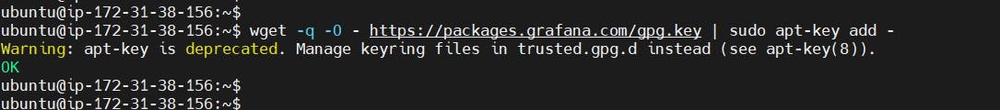 ubuntu@ip-172-31-38-156:~$
ubuntu@ip-172-31-38-156:~$ wget -q -O - https://packages.grafana.com/gpg.key | sudo apt-key add -
Warning: apt-key is deprecated. Manage keyring files in trusted.gpg.d instead (see apt-key(8)).
OK
ubuntu@ip-172-31-38-156:~$
ubuntu@ip-172-31-38-156:~$